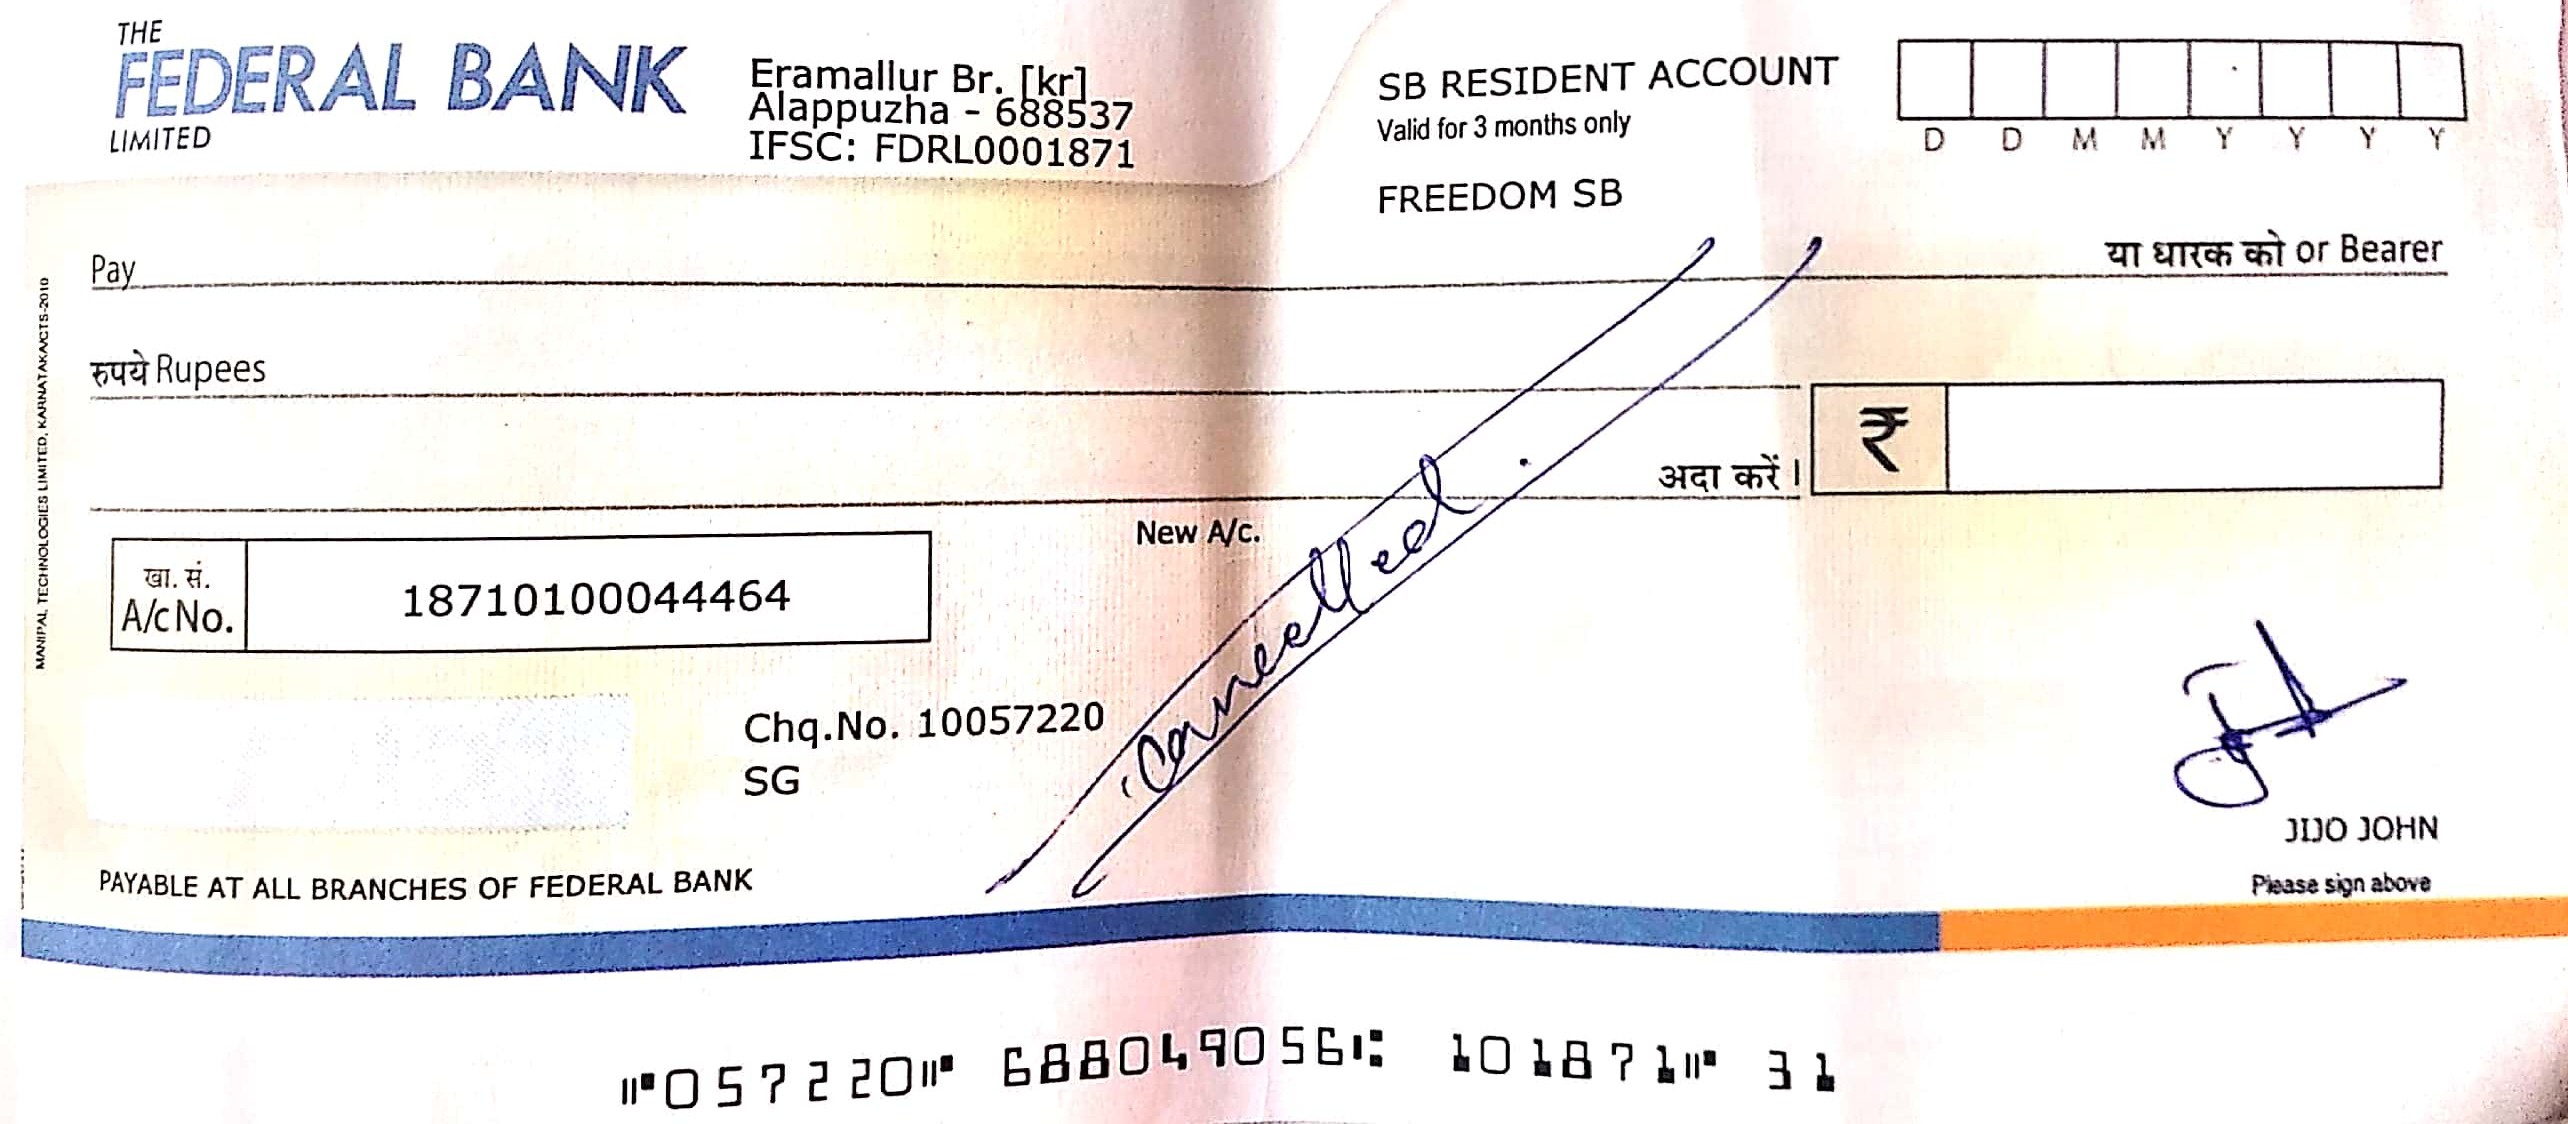 THE
FEDERAL BANK
LIMITED
Eramallur Br. [kr]
Alappuzha - 688537
IFSC: FDRL0001871
SB RESIDENT ACCOUNT
Valid for 3 months only
FREEDOM SB
D D M M Y Y Y Y
Pay
या धारक को or Bearer
रुपये Rupees
अदा करें।
₹
New A/c.
खा. सं.
A/c No.
18710100044464
Cancelled.
Chq.No. 10057220
SG
JIJO JOHN
Please sign above
PAYABLE AT ALL BRANCHES OF FEDERAL BANK
MANIPAL TECHNOLOGIES LIMITED, KARNATAKA/CTS-2010
⑈057220⑈ 688049056⑆ 101871⑈ 31